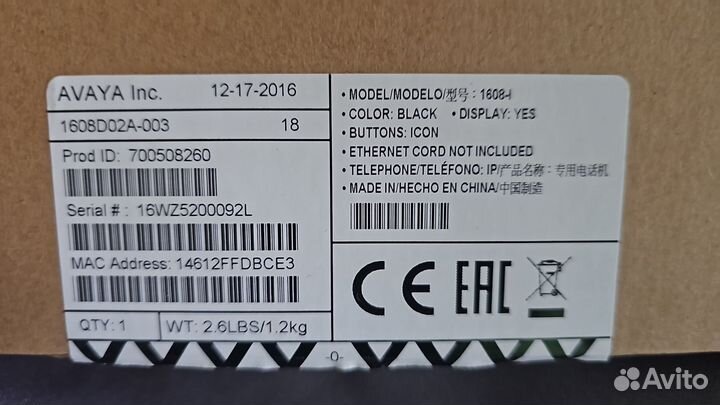 AVAYA Inc. 12-17-2016
1608D02A-003 18
Prod ID: 700508260
Serial # : 16WZ5200092L
MAC Address: 14612FFDBCE3
QTY: 1 WT: 2.6LBS/1.2kg
• MODEL/MODELO/型号: 1608-I
• COLOR: BLACK • DISPLAY: YES
• BUTTONS: ICON
• ETHERNET CORD NOT INCLUDED
• TELEPHONE/TELÉFONO: IP/产品名称: 专用电话机
• MADE IN/HECHO EN CHINA/中国制造
CE EAC
-0-
Avito